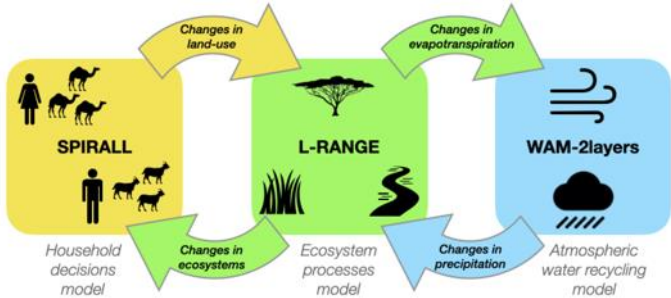 Changes in
land-use
Changes in
evapotranspiration
SPIRALL
L-RANGE
WAM-2layers
Changes in
ecosystems
Changes in
precipitation
Household
decisions
model
Ecosystem
processes
model
Atmospheric
water recycling
model